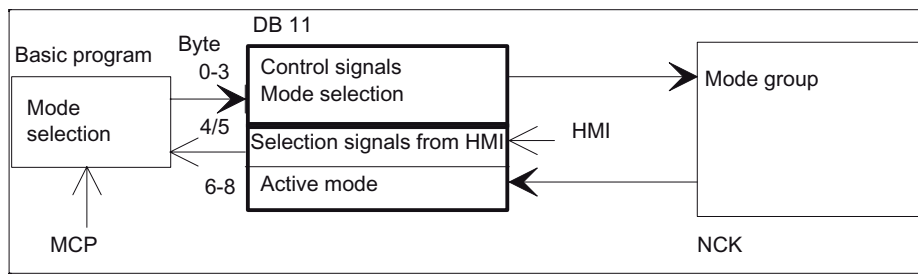 DB 11
Basic program
Byte
0-3
Control signals
Mode selection
Mode group
Mode
selection
4/5
Selection signals from HMI
HMI
6-8
Active mode
MCP
NCK